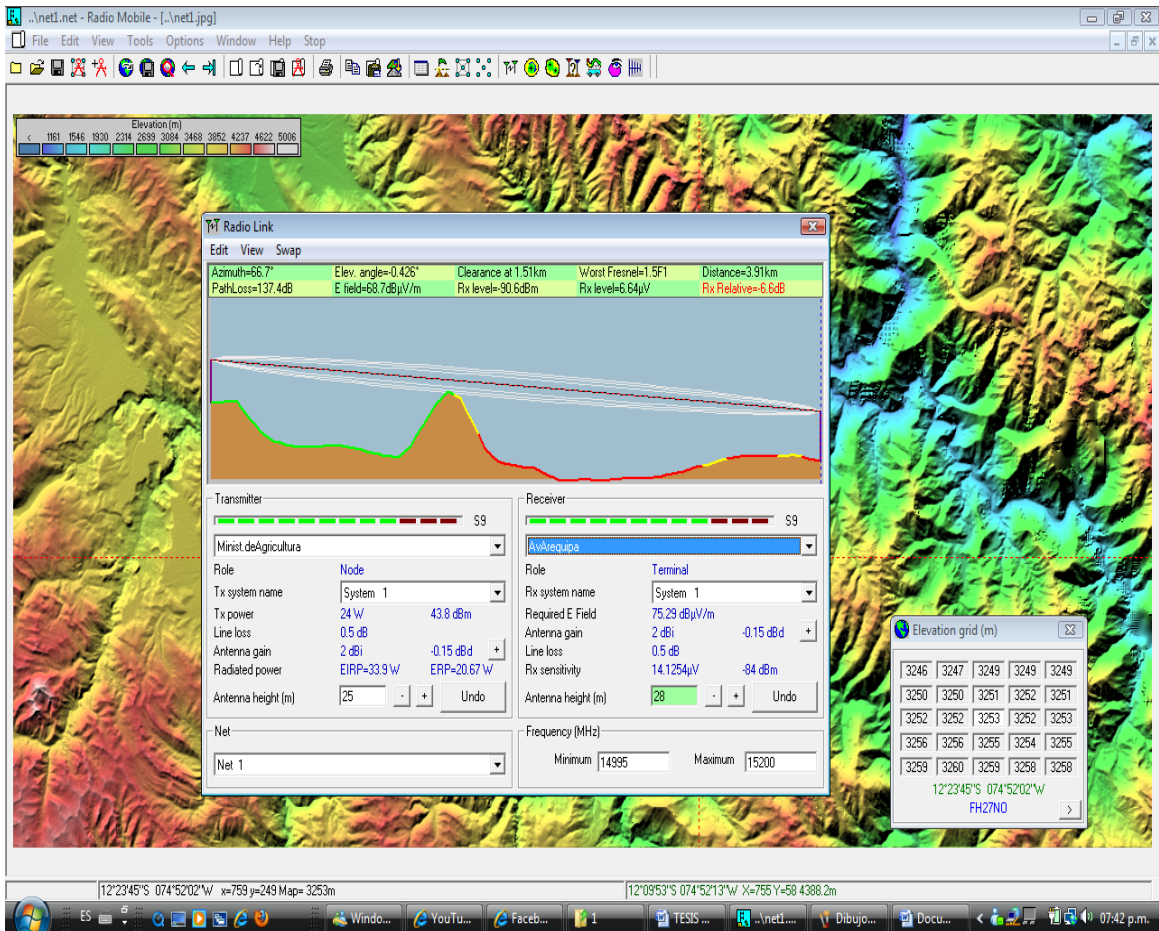 ..\net1.net - Radio Mobile - [..\net1.jpg]
File Edit View Tools Options Window Help Stop
Elevation (m)
< 1161 1546 1930 2314 2699 3084 3468 3852 4237 4622 5006
Radio Link
Edit View Swap
Azimuth=66.7° Elev. angle=-0.426° Clearance at 1.51km Worst Fresnel=1.5F1 Distance=3.91km
PathLoss=137.4dB E field=68.7dBµV/m Rx level=-90.6dBm Rx level=6.64µV Rx Relative=-6.6dB
Transmitter
S9
Minist.deAgricultura
Role Node
Tx system name System 1
Tx power 24 W 43.8 dBm
Line loss 0.5 dB
Antenna gain 2 dBi -0.15 dBd +
Radiated power EIRP=33.9 W ERP=20.67 W
Antenna height (m) 25 - + Undo
Net
Net 1
Receiver
S9
AvArequipa
Role Terminal
Rx system name System 1
Required E Field 75.29 dBµV/m
Antenna gain 2 dBi -0.15 dBd +
Line loss 0.5 dB
Rx sensitivity 14.1254µV -84 dBm
Antenna height (m) 28 - + Undo
Frequency (MHz)
Minimum 14995 Maximum 15200
Elevation grid (m)
3246 3247 3249 3249 3249
3250 3250 3251 3252 3251
3252 3252 3253 3252 3253
3256 3256 3255 3254 3255
3259 3260 3259 3258 3258
12°23'45"S 074°52'02"W
FH27NO
>
12°23'45"S 074°52'02"W x=759 y=249 Map= 3253m
12°09'53"S 074°52'13"W X=755 Y=58 4388.2m
ES 5 Windo... YouTu... Faceb... 1 TESIS ... ..\net1.... Dibujo... Docu... < 07:42 p.m.